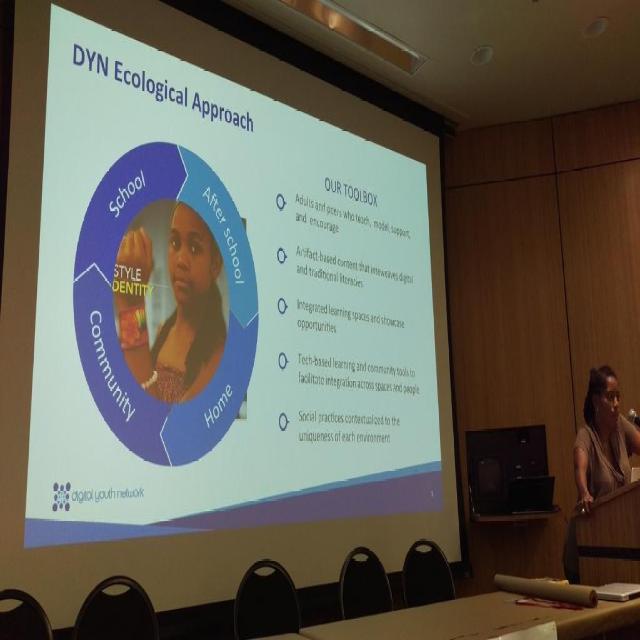 DYN Ecological Approach
School
After school
STYLE
DENTITY
Community
Home
OUR TOOLBOX
Adults and peers who teach, model, support,
and encourage
Artifact-based content that interweaves digital
and traditional literacies
Integrated learning spaces and showcase
opportunities
Tech-based learning and community tools to
facilitate integration across spaces and people
Social practices contextualized to the
uniqueness of each environment
digital youth network